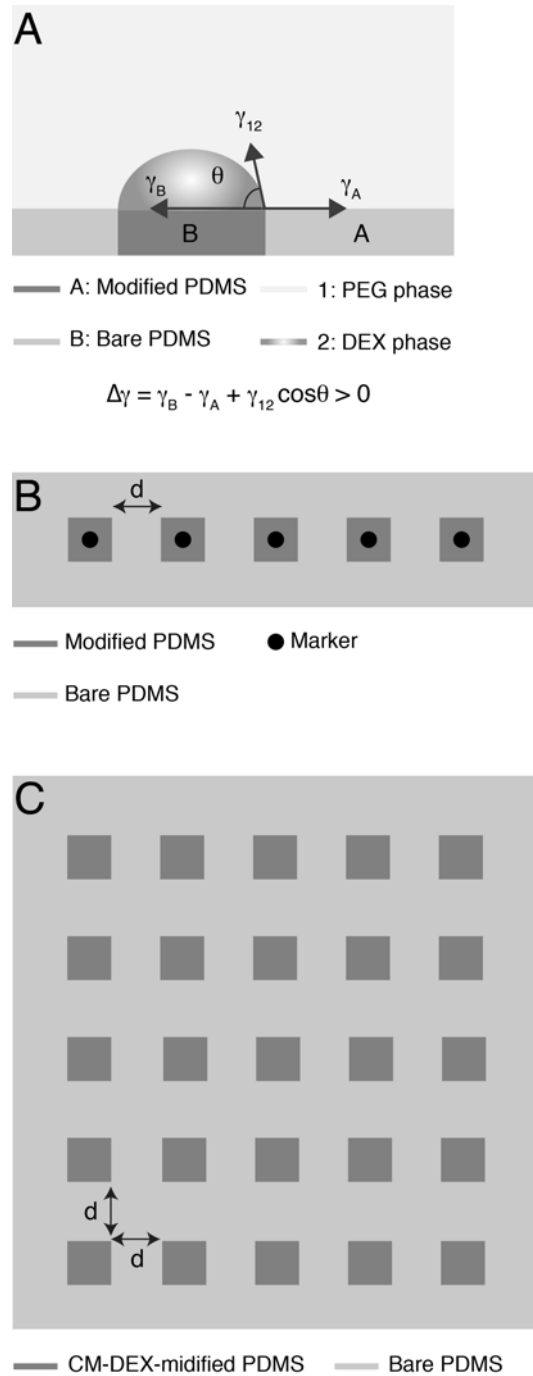 A
γ12
γB θ γA
B A
A: Modified PDMS 1: PEG phase
B: Bare PDMS 2: DEX phase
Δγ = γB - γA + γ12 cosθ > 0
B
d
Modified PDMS Marker
Bare PDMS
C
d
d
CM-DEX-midified PDMS Bare PDMS